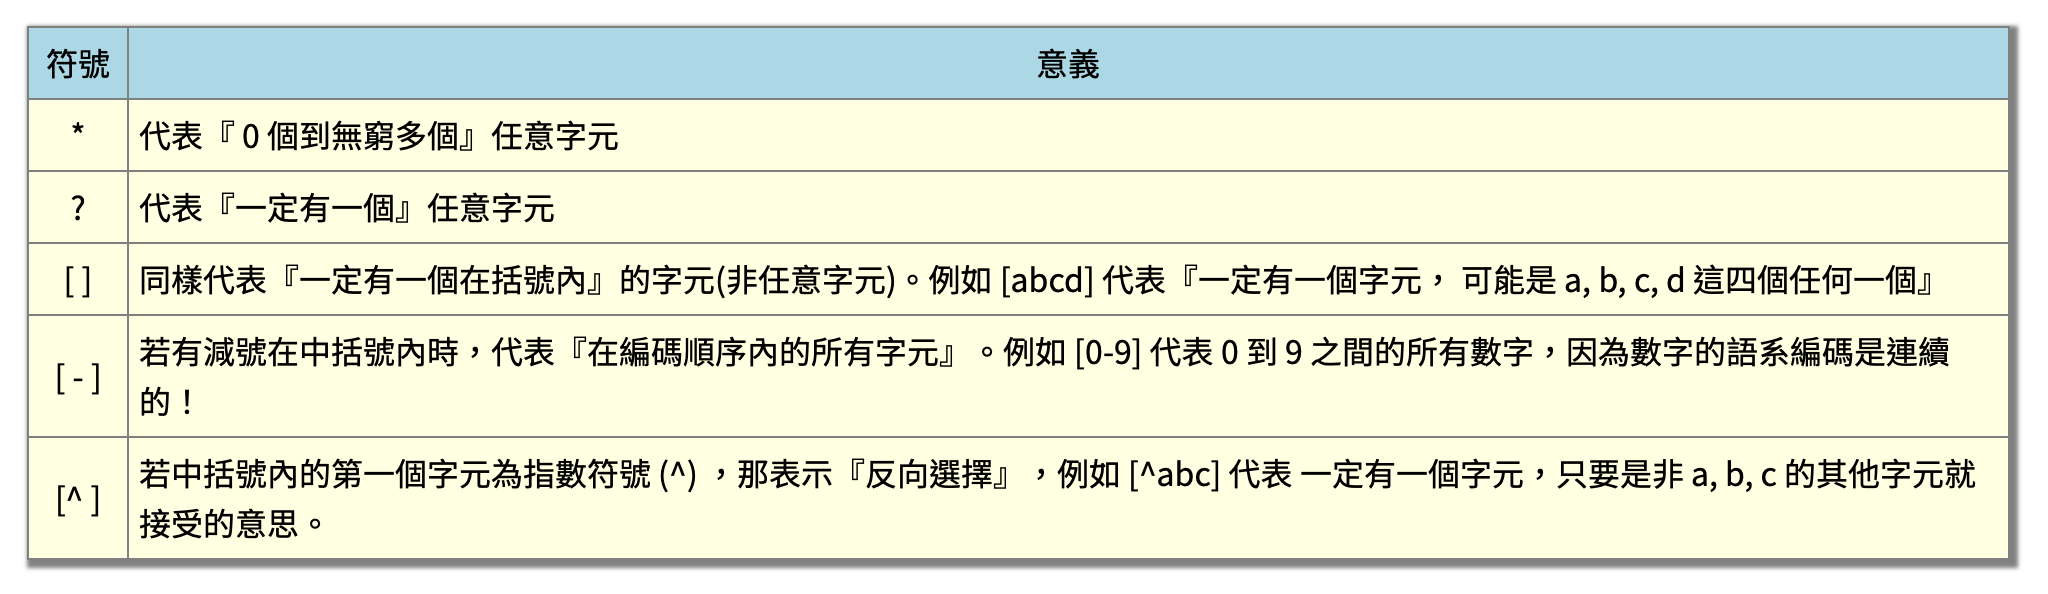 符號 意義
* 代表『 0 個到無窮多個』任意字元
? 代表『一定有一個』任意字元
[ ] 同樣代表『一定有一個在括號內』的字元(非任意字元)。例如 [abcd] 代表『一定有一個字元， 可能是 a, b, c, d 這四個任何一個』
[ - ] 若有減號在中括號內時，代表『在編碼順序內的所有字元』。例如 [0-9] 代表 0 到 9 之間的所有數字，因為數字的語系編碼是連續
的！
[^ ] 若中括號內的第一個字元為指數符號 (^) ，那表示『反向選擇』，例如 [^abc] 代表 一定有一個字元，只要是非 a, b, c 的其他字元就
接受的意思。